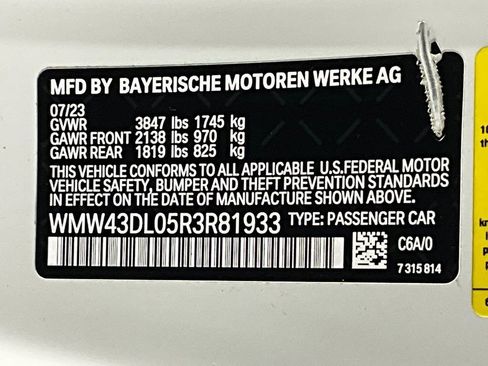 MFD BY BAYERISCHE MOTOREN WERKE AG
07/23
GVWR 3847 lbs 1745 kg
GAWR FRONT 2138 lbs 970 kg
GAWR REAR 1819 lbs 825 kg
THIS VEHICLE CONFORMS TO ALL APPLICABLE U.S.FEDERAL MOTOR
VEHICLE SAFETY, BUMPER AND THEFT PREVENTION STANDARDS
IN EFFECT ON THE DATE OF MANUFACTURE SHOWN ABOVE.
WMW43DL05R3R81933 TYPE: PASSENGER CAR
C6A/0
7 315 814